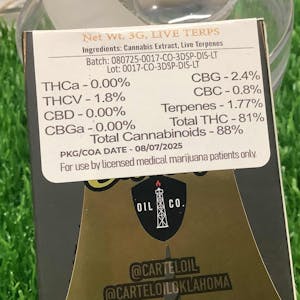 Net Wt. 3G, LIVE TERPS
Ingredients: Cannabis Extract, Live Terpenes
Batch: 080725-0017-CO-3DSP-DIS-LT
Lot: 0017-CO-3DSP-DIS-LT
THCa - 0.00%
THCV - 1.8%
CBD - 0.00%
CBGa - 0.00%
CBG - 2.4%
CBC - 0.8%
Terpenes - 1.77%
Total THC - 81%
Total Cannabinoids - 88%
PKG/COA DATE - 08/07/2025
For use by licensed medical marijuana patients only.
OIL CO.
@CARTELOIL
@CARTELOILOKLAHOMA